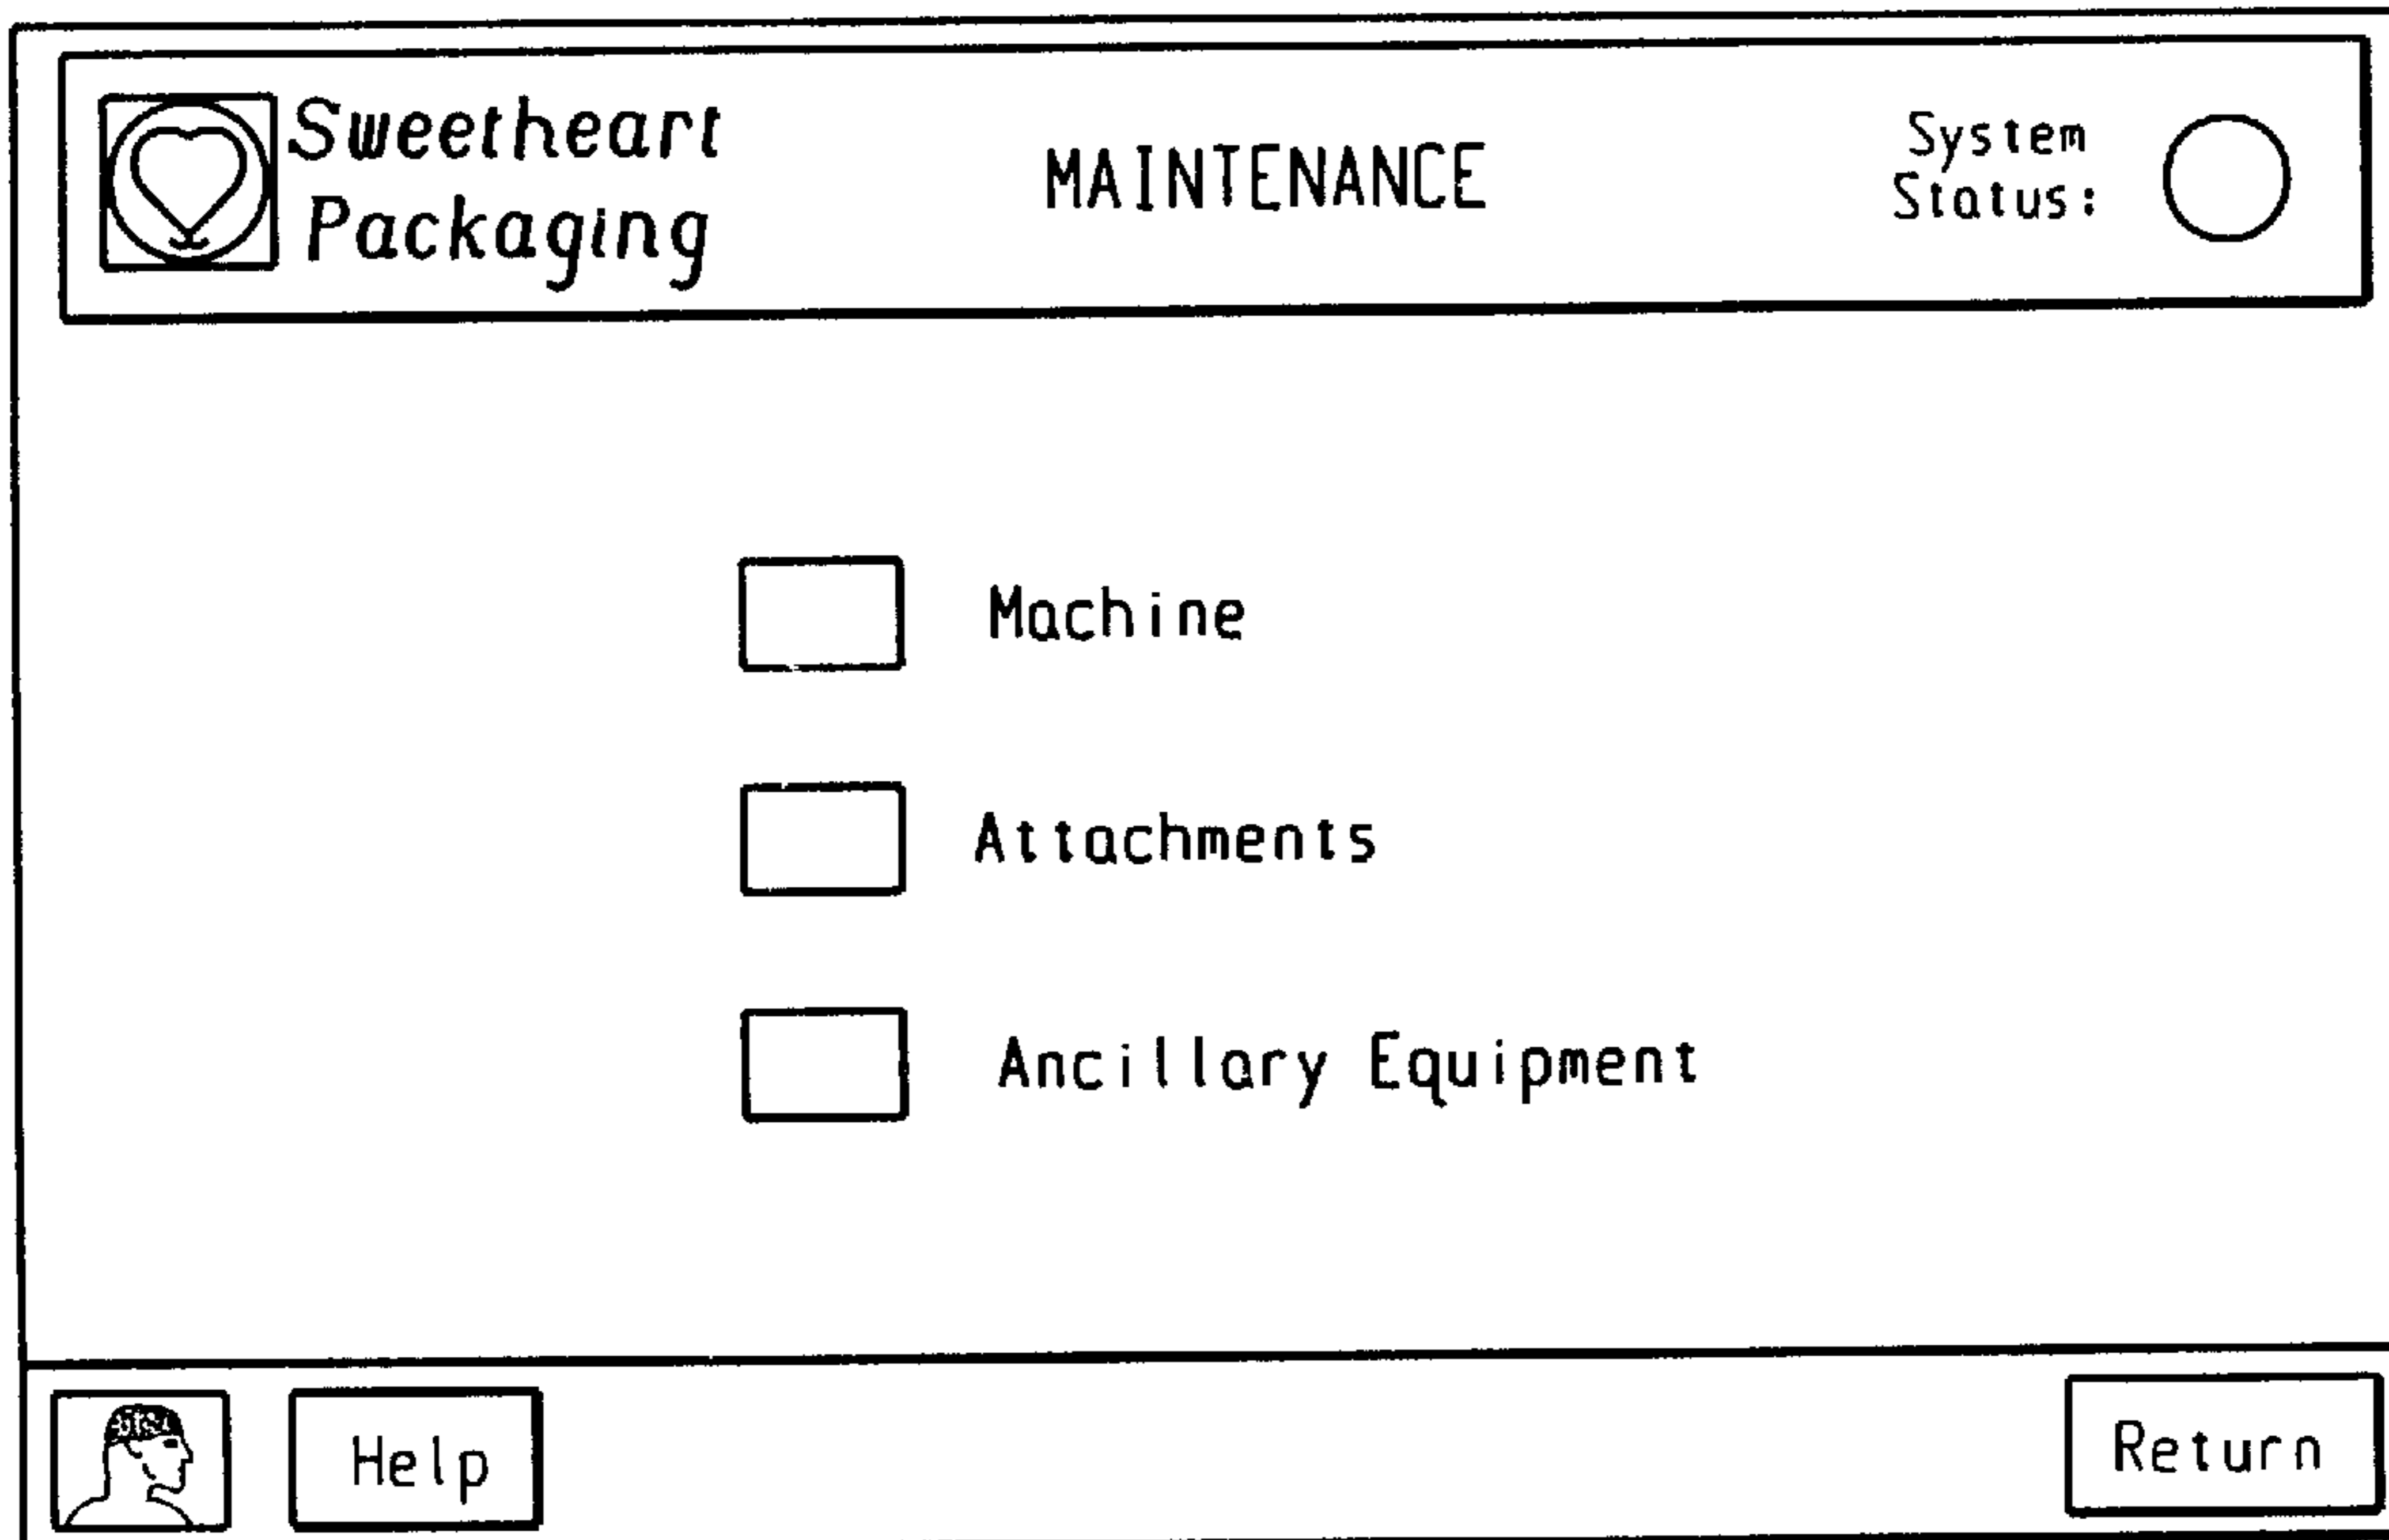 Sweetheart
Packaging
MAINTENANCE
System
Status:
Machine
Attachments
Ancillary Equipment
Help
Return